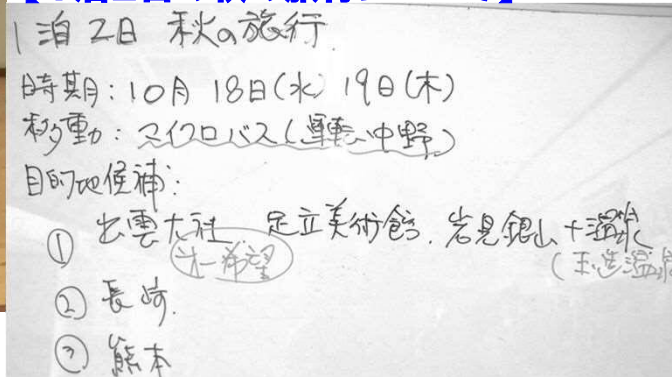 1泊2日 秋の旅行
時期：10月 18日(水) 19日(木)
移動：マイクロバス(運転 中野)
目的地候補：
① 出雲大社 足立美術館、岩見銀山+温泉
第一希望 (玉造温泉
② 長崎
③ 熊本